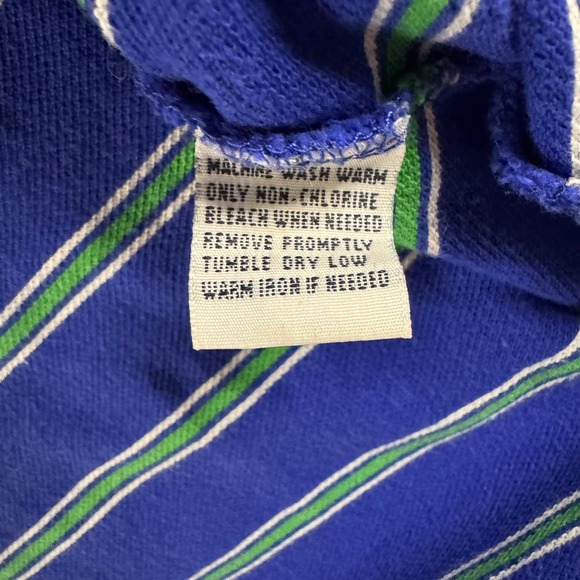 MACHINE WASH WARM
ONLY NON-CHLORINE
BLEACH WHEN NEEDED
REMOVE PROMPTLY
TUMBLE DRY LOW
WARM IRON IF NEEDED